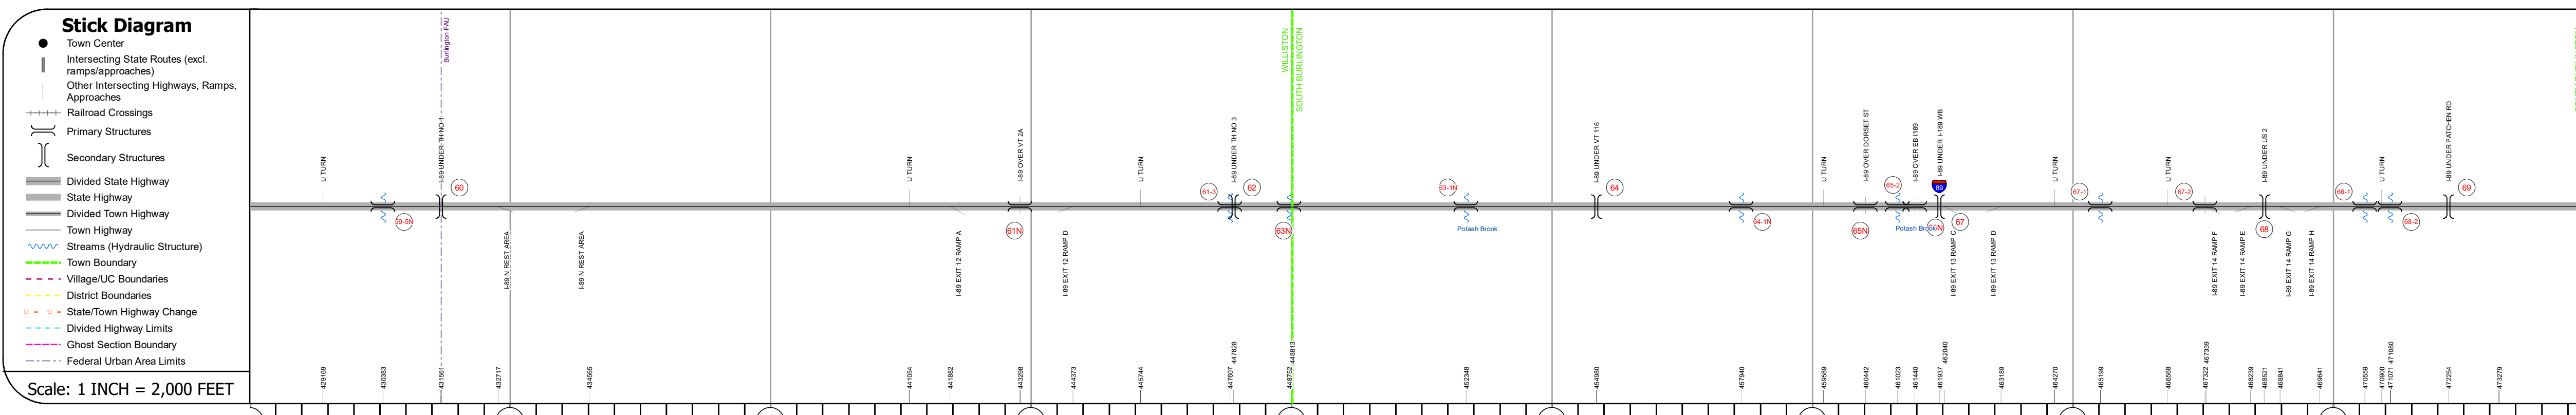 Stick Diagram
Town Center
Intersecting State Routes (excl.
ramps/approaches)
Other Intersecting Highways, Ramps,
Approaches
Railroad Crossings
Primary Structures
Secondary Structures
Divided State Highway
State Highway
Divided Town Highway
Town Highway
Streams (Hydraulic Structure)
Town Boundary
Village/UC Boundaries
District Boundaries
State/Town Highway Change
Divided Highway Limits
Ghost Section Boundary
Federal Urban Area Limits
Scale: 1 INCH = 2,000 FEET
Burlington FAU
WILLISTON
SOUTH BURLINGTON
U TURN
I-89 UNDER TH NO 1
U TURN
I-89 OVER VT 2A
U TURN
I-89 UNDER TH NO 3
I-89 UNDER VT 116
U TURN
I-89 OVER DORSET ST
I-89 OVER EB I189
I-89 UNDER I-189 WB
89
U TURN
U TURN
I-89 UNDER US 2
U TURN
I-89 UNDER PATCHEN RD
59-5N
60
61N
61-3
62
63N
63-1N
64
64-1N
65N
65-2
67
67-1
67-2
68
68-1
68-2
69
Potash Brook
Potash Brook
I-89 N REST AREA
I-89 N REST AREA
I-89 EXIT 12 RAMP A
I-89 EXIT 12 RAMP D
I-89 EXIT 13 RAMP C
I-89 EXIT 13 RAMP D
I-89 EXIT 14 RAMP F
I-89 EXIT 14 RAMP E
I-89 EXIT 14 RAMP G
I-89 EXIT 14 RAMP H
429169
430383
431561
432717
434565
441054
441882
443298
444373
445744
447607
447628
448752
448813
452348
454980
457940
459589
460442
461023
461440
461937
462040
463189
464270
465199
466568
467322
467339
468239
468521
468841
469641
470559
470900
471071
471080
472254
473279